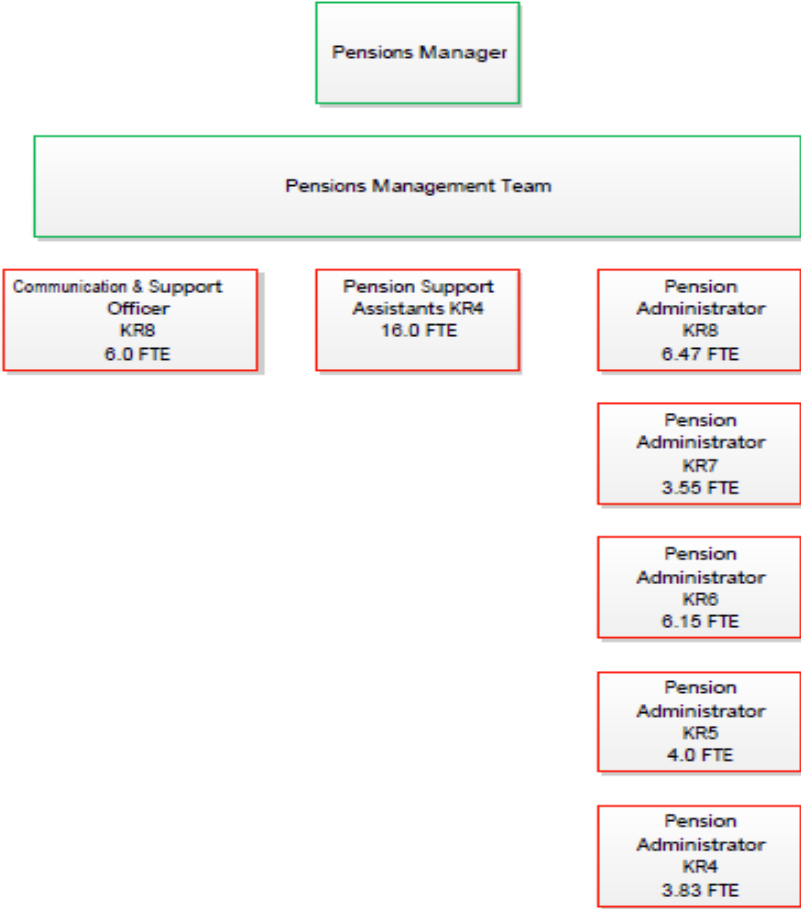 Pensions Manager
Pensions Management Team
Communication & Support
Officer
KR8
6.0 FTE
Pension Support
Assistants KR4
16.0 FTE
Pension
Administrator
KR8
6.47 FTE
Pension
Administrator
KR7
3.55 FTE
Pension
Administrator
KR6
6.15 FTE
Pension
Administrator
KR5
4.0 FTE
Pension
Administrator
KR4
3.83 FTE